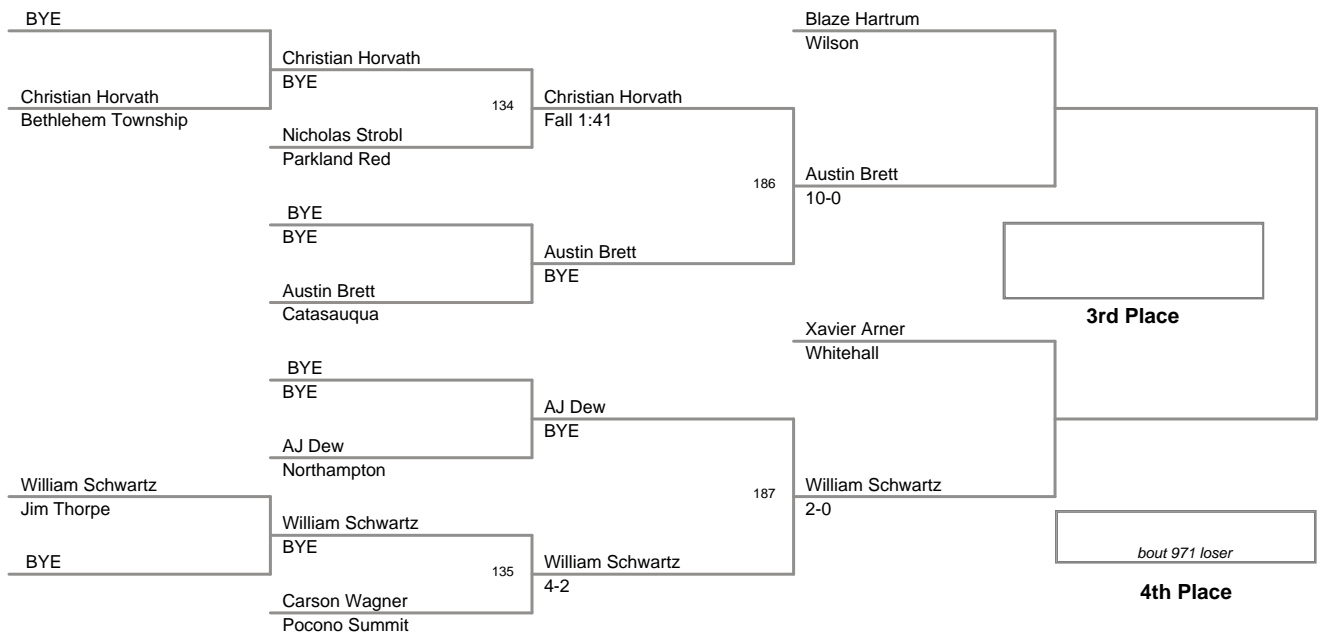 BYE
Christian Horvath
Bethlehem Township
William Schwartz
Jim Thorpe
BYE
Christian Horvath
BYE
134
Nicholas Strobl
Parkland Red
BYE
BYE
Austin Brett
Catasauqua
BYE
BYE
AJ Dew
Northampton
William Schwartz
BYE
135
Carson Wagner
Pocono Summit
Christian Horvath
Fall 1:41
186
Austin Brett
BYE
AJ Dew
BYE
187
William Schwartz
4-2
Blaze Hartrum
Wilson
Austin Brett
10-0
Xavier Arner
Whitehall
William Schwartz
2-0
3rd Place
bout 971 loser
4th Place